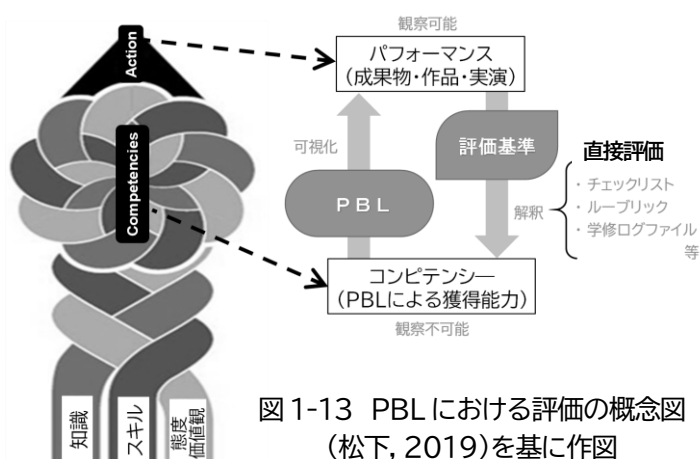 Action
Competencies
知識
スキル
態度
価値観
観察可能
パフォーマンス
(成果物・作品・実演)
可視化
PBL
評価基準
解釈
直接評価
・チェックリスト
・ルーブリック
・学修ログファイル
等
コンピテンシー
(PBLによる獲得能力)
観察不可能
図1-13 PBLにおける評価の概念図
(松下, 2019)を基に作図